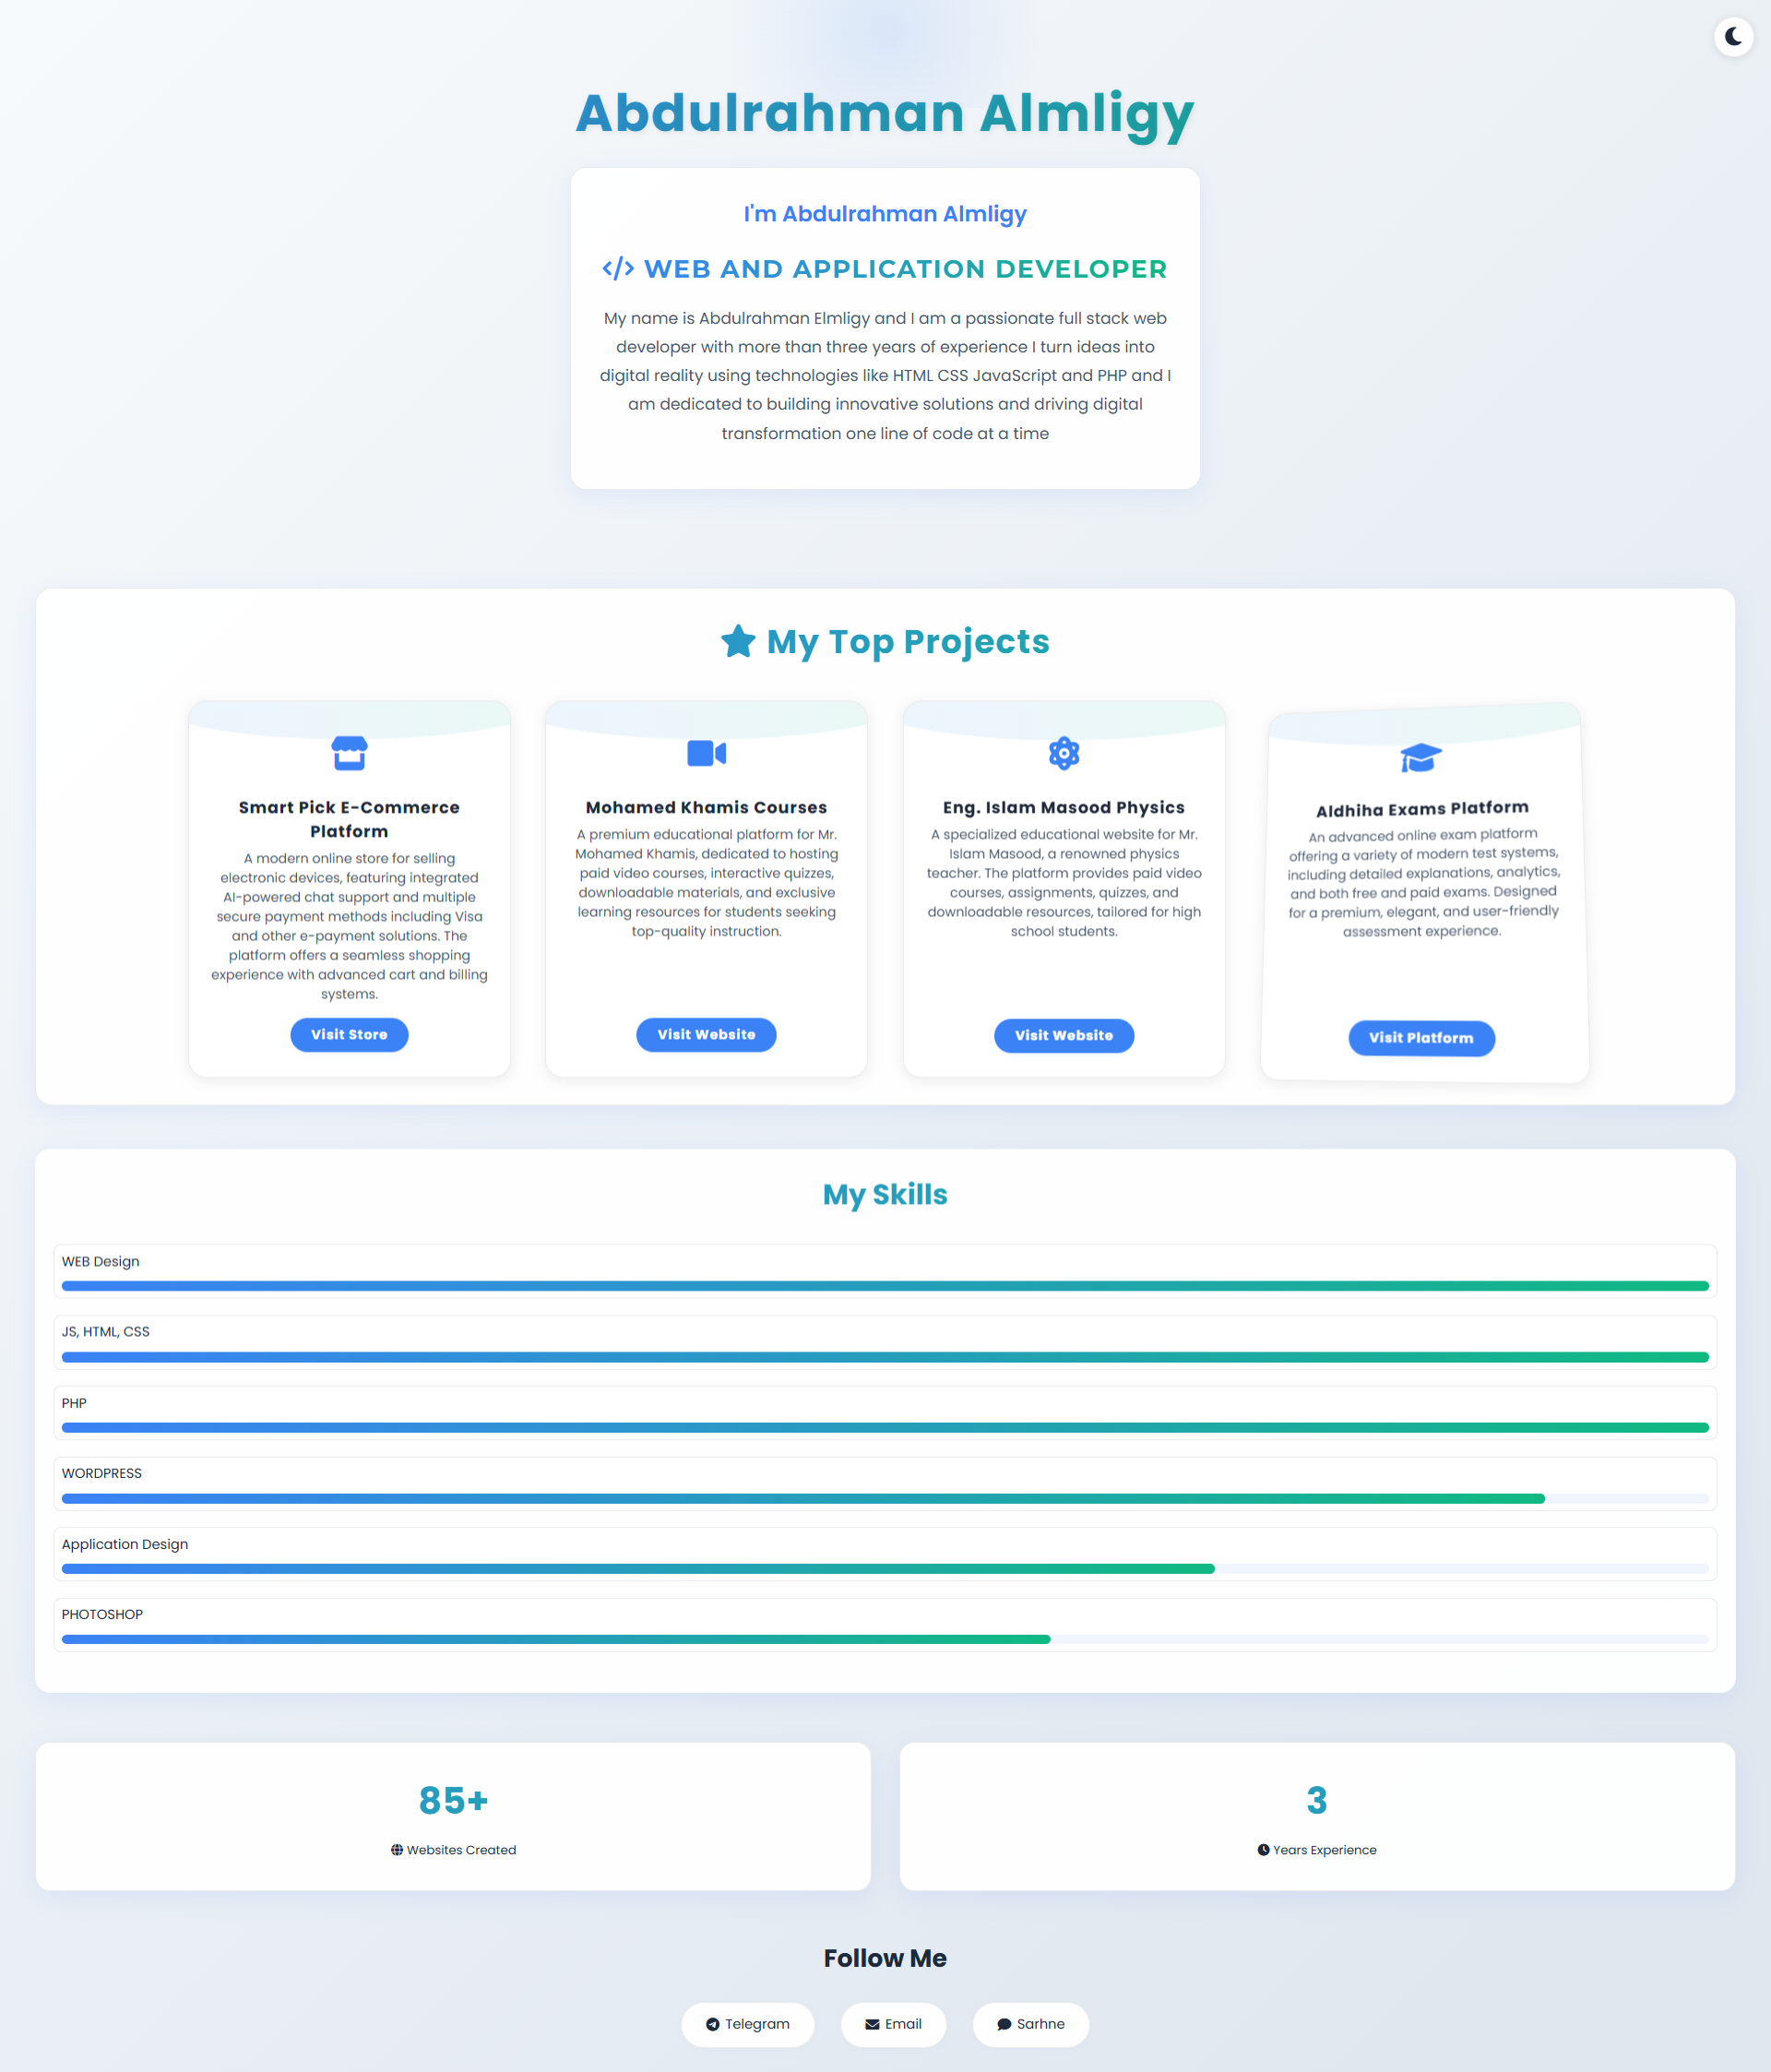 Abdulrahman Almligy
I'm Abdulrahman Almligy
WEB AND APPLICATION DEVELOPER
My name is Abdulrahman Elmligy and I am a passionate full stack web
developer with more than three years of experience I turn ideas into
digital reality using technologies like HTML CSS JavaScript and PHP and I
am dedicated to building innovative solutions and driving digital
transformation one line of code at a time
My Top Projects
Smart Pick E-Commerce
Platform
A modern online store for selling
electronic devices, featuring integrated
AI-powered chat support and multiple
secure payment methods including Visa
and other e-payment solutions. The
platform offers a seamless shopping
experience with advanced cart and billing
systems.
Visit Store
Mohamed Khamis Courses
A premium educational platform for Mr.
Mohamed Khamis, dedicated to hosting
paid video courses, interactive quizzes,
downloadable materials, and exclusive
learning resources for students seeking
top-quality instruction.
Visit Website
Eng. Islam Masood Physics
A specialized educational website for Mr.
Islam Masood, a renowned physics
teacher. The platform provides paid video
courses, assignments, quizzes, and
downloadable resources, tailored for high
school students.
Visit Website
Aldhiha Exams Platform
An advanced online exam platform
offering a variety of modern test systems,
including detailed explanations, analytics,
and both free and paid exams. Designed
for a premium, elegant, and user-friendly
assessment experience.
Visit Platform
My Skills
WEB Design
JS, HTML, CSS
PHP
WORDPRESS
Application Design
PHOTOSHOP
85+
Websites Created
3
Years Experience
Follow Me
Telegram
Email
Sarhne